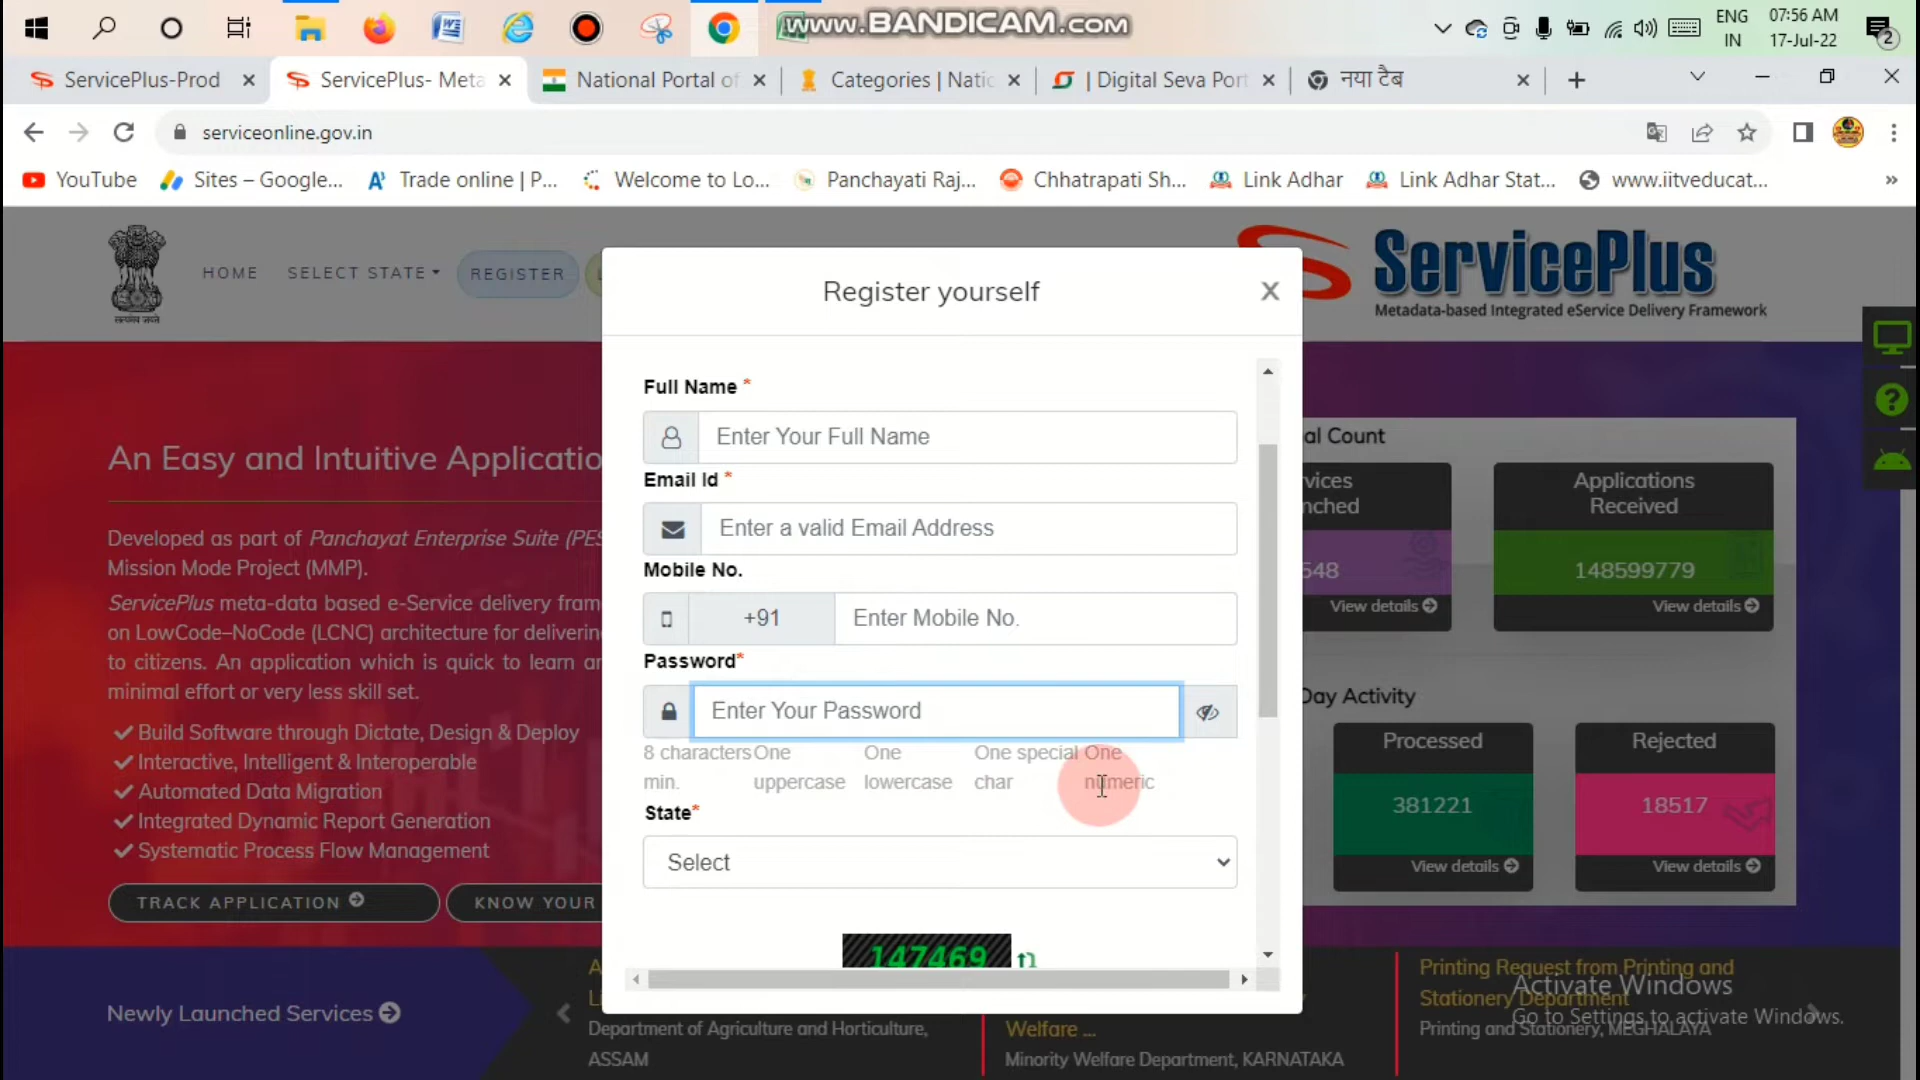 www.BANDICAM.com
ENG
IN
07:56 AM
17-Jul-22
2
ServicePlus-Prod
ServicePlus- Meta
National Portal of
Categories | Natio
| Digital Seva Port
नया टैब
serviceonline.gov.in
YouTube
Sites – Google...
Trade online | P...
Welcome to Lo...
Panchayati Raj...
Chhatrapati Sh...
Link Adhar
Link Adhar Stat...
www.iitveducat...
HOME
SELECT STATE
REGISTER
ServicePlus
Metadata-based Integrated eService Delivery Framework
Register yourself
Full Name *
Enter Your Full Name
Email Id *
Enter a valid Email Address
Mobile No.
+91
Enter Mobile No.
Password*
Enter Your Password
8 characters min.
One uppercase
One lowercase
One special char
One numeric
State*
Select
147469
An Easy and Intuitive Applicatio
Developed as part of Panchayat Enterprise Suite (PES
Mission Mode Project (MMP).
ServicePlus meta-data based e-Service delivery fram
on LowCode–NoCode (LCNC) architecture for deliverin
to citizens. An application which is quick to learn an
minimal effort or very less skill set.
Build Software through Dictate, Design & Deploy
Interactive, Intelligent & Interoperable
Automated Data Migration
Integrated Dynamic Report Generation
Systematic Process Flow Management
TRACK APPLICATION
KNOW YOUR
al Count
vices
nched
548
View details
Applications
Received
148599779
View details
Day Activity
Processed
381221
View details
Rejected
18517
View details
Newly Launched Services
Department of Agriculture and Horticulture,
ASSAM
Welfare ...
Minority Welfare Department, KARNATAKA
Printing Request from Printing and
Stationery Department
Printing and Stationery, MEGHALAYA
Activate Windows
Go to Settings to activate Windows.